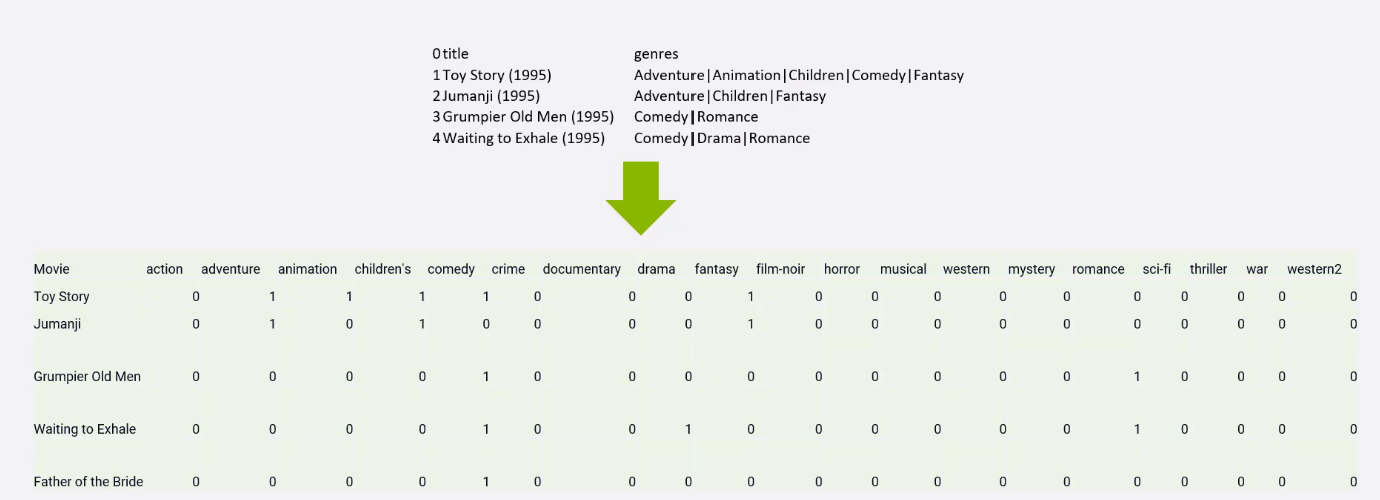 0 title genres
1 Toy Story (1995) Adventure|Animation|Children|Comedy|Fantasy
2 Jumanji (1995) Adventure|Children|Fantasy
3 Grumpier Old Men (1995) Comedy|Romance
4 Waiting to Exhale (1995) Comedy|Drama|Romance
Movie action adventure animation children's comedy crime documentary drama fantasy film-noir horror musical western mystery romance sci-fi thriller war western2
Toy Story 0 1 1 1 1 0 0 0 1 0 0 0 0 0 0 0 0 0 0
Jumanji 0 1 0 1 0 0 0 0 1 0 0 0 0 0 0 0 0 0 0
Grumpier Old Men 0 0 0 0 1 0 0 0 0 0 0 0 0 0 1 0 0 0 0
Waiting to Exhale 0 0 0 0 1 0 0 1 0 0 0 0 0 0 1 0 0 0 0
Father of the Bride 0 0 0 0 1 0 0 0 0 0 0 0 0 0 0 0 0 0 0